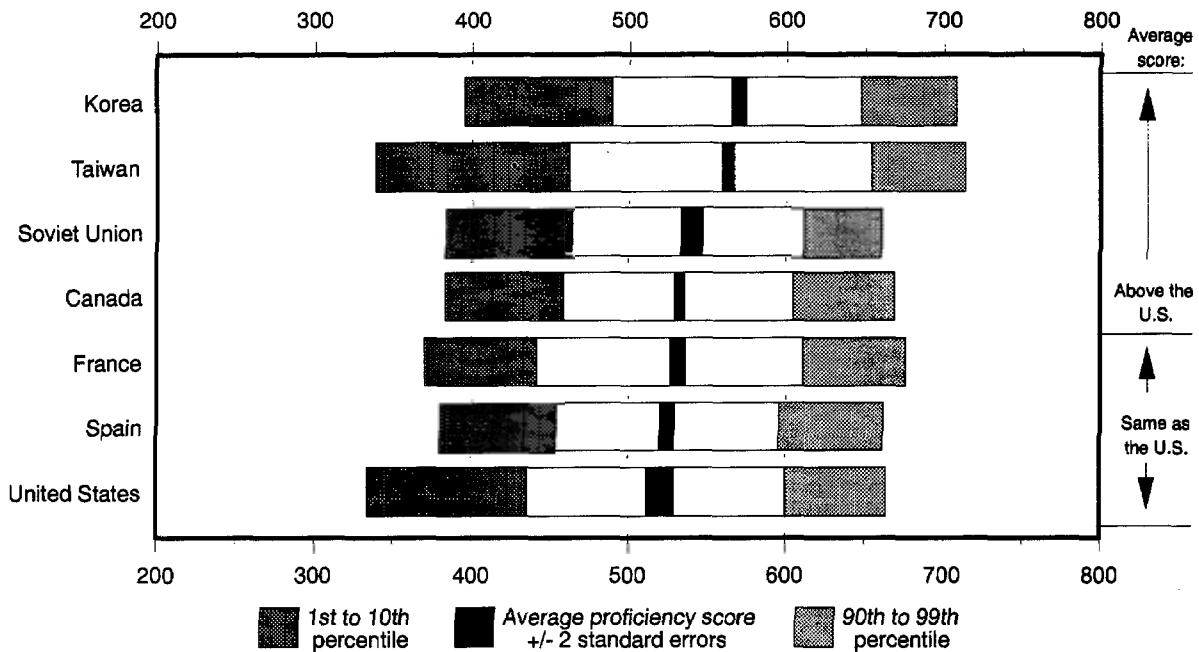 200 300 400 500 600 700 800
Average
score:
Korea
Taiwan
Soviet Union
Canada
Above the
U.S.
France
Spain
Same as
the U.S.
United States
200 300 400 500 600 700 800
1st to 10th
percentile
Average proficiency score
+/- 2 standard errors
90th to 99th
percentile